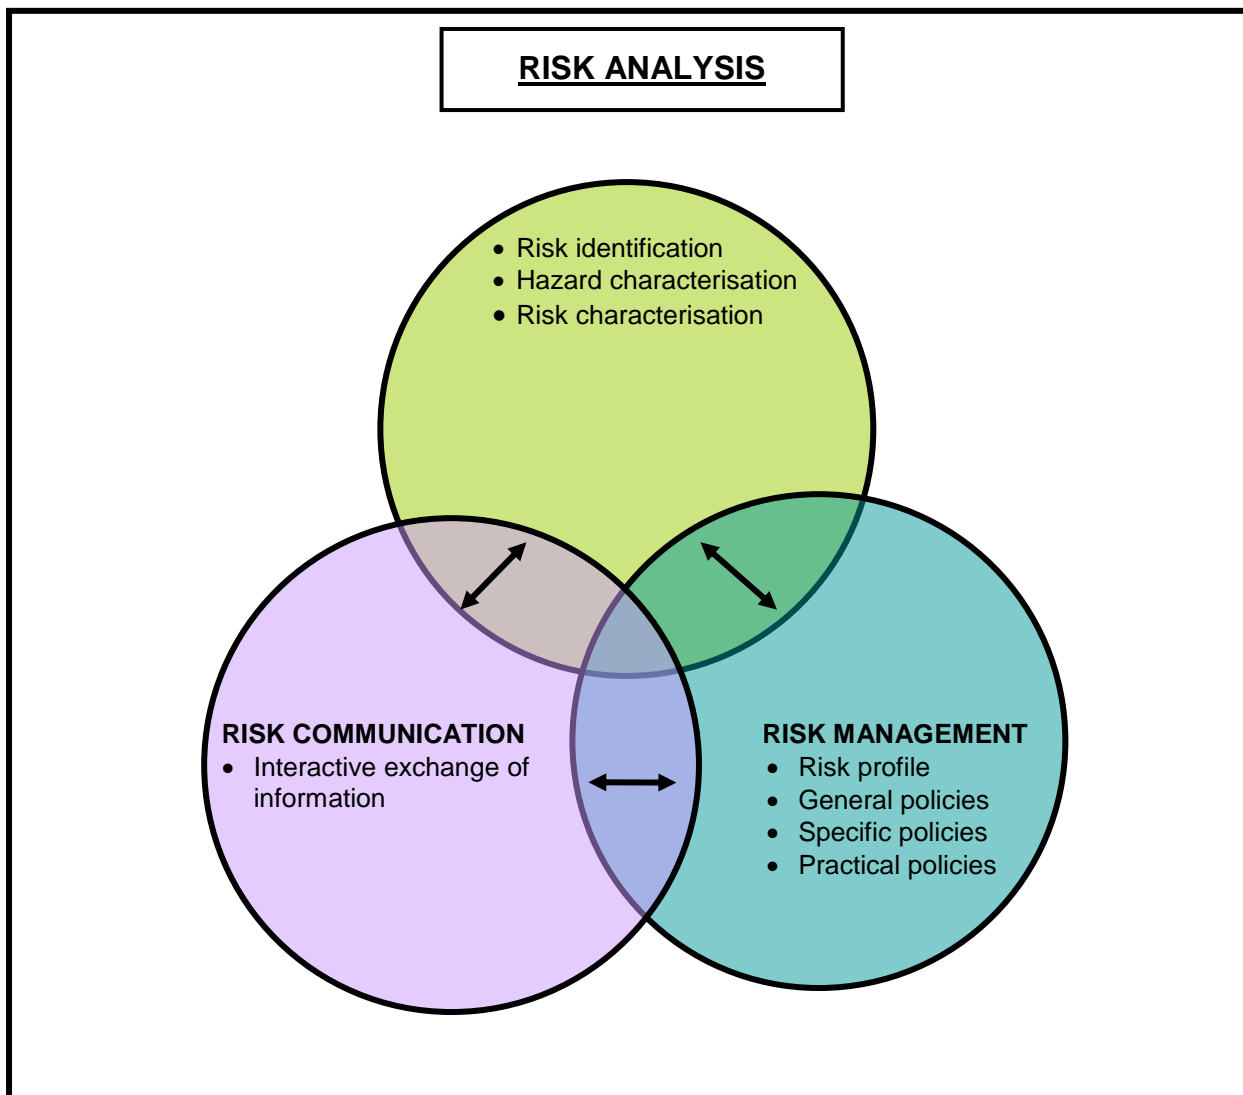 RISK ANALYSIS
• Risk identification
• Hazard characterisation
• Risk characterisation
RISK COMMUNICATION
• Interactive exchange of
information
RISK MANAGEMENT
• Risk profile
• General policies
• Specific policies
• Practical policies